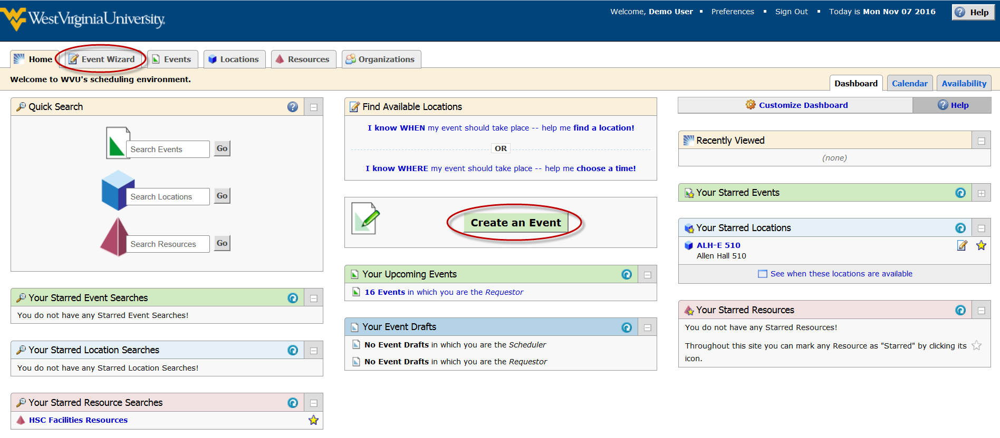 West Virginia University.
Welcome, Demo User ▪ Preferences ▪ Sign Out ▪ Today is Mon Nov 07 2016
Help
Home
Event Wizard
Events
Locations
Resources
Organizations
Welcome to WVU's scheduling environment.
Dashboard
Calendar
Availability
Quick Search
Search Events
Go
Search Locations
Go
Search Resources
Go
Your Starred Event Searches
You do not have any Starred Event Searches!
Your Starred Location Searches
You do not have any Starred Location Searches!
Your Starred Resource Searches
HSC Facilities Resources
Find Available Locations
I know WHEN my event should take place -- help me find a location!
OR
I know WHERE my event should take place -- help me choose a time!
Create an Event
Your Upcoming Events
16 Events in which you are the Requestor
Your Event Drafts
No Event Drafts in which you are the Scheduler
No Event Drafts in which you are the Requestor
Customize Dashboard
Help
Recently Viewed
(none)
Your Starred Events
Your Starred Locations
ALH-E 510
Allen Hall 510
See when these locations are available
Your Starred Resources
You do not have any Starred Resources!
Throughout this site you can mark any Resource as "Starred" by clicking its
icon.